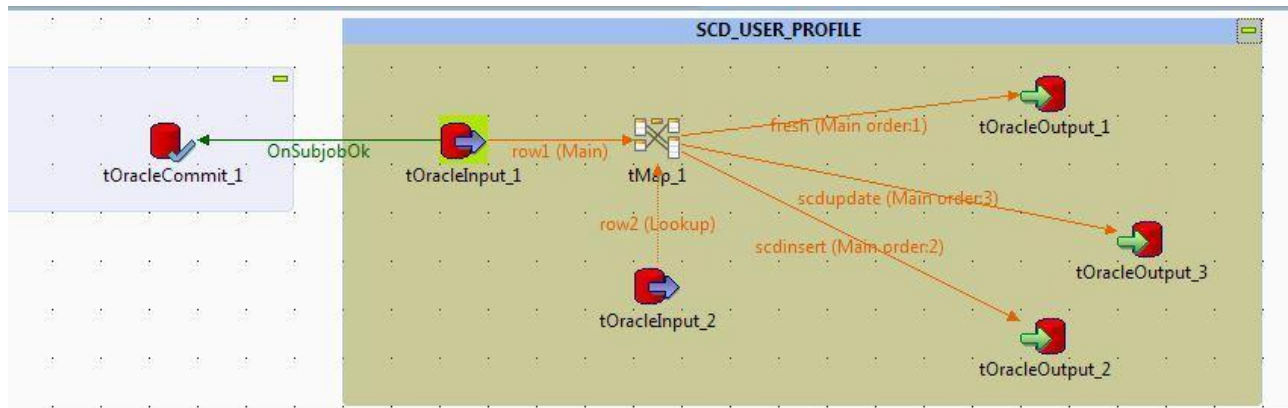 SCD_USER_PROFILE
tOracleCommit_1
OnSubjobOk
tOracleInput_1
row1 (Main)
tMap_1
fresh (Main order:1)
tOracleOutput_1
scdupdate (Main order:3)
tOracleOutput_3
row2 (Lookup)
scdinsert (Main order:2)
tOracleInput_2
tOracleOutput_2